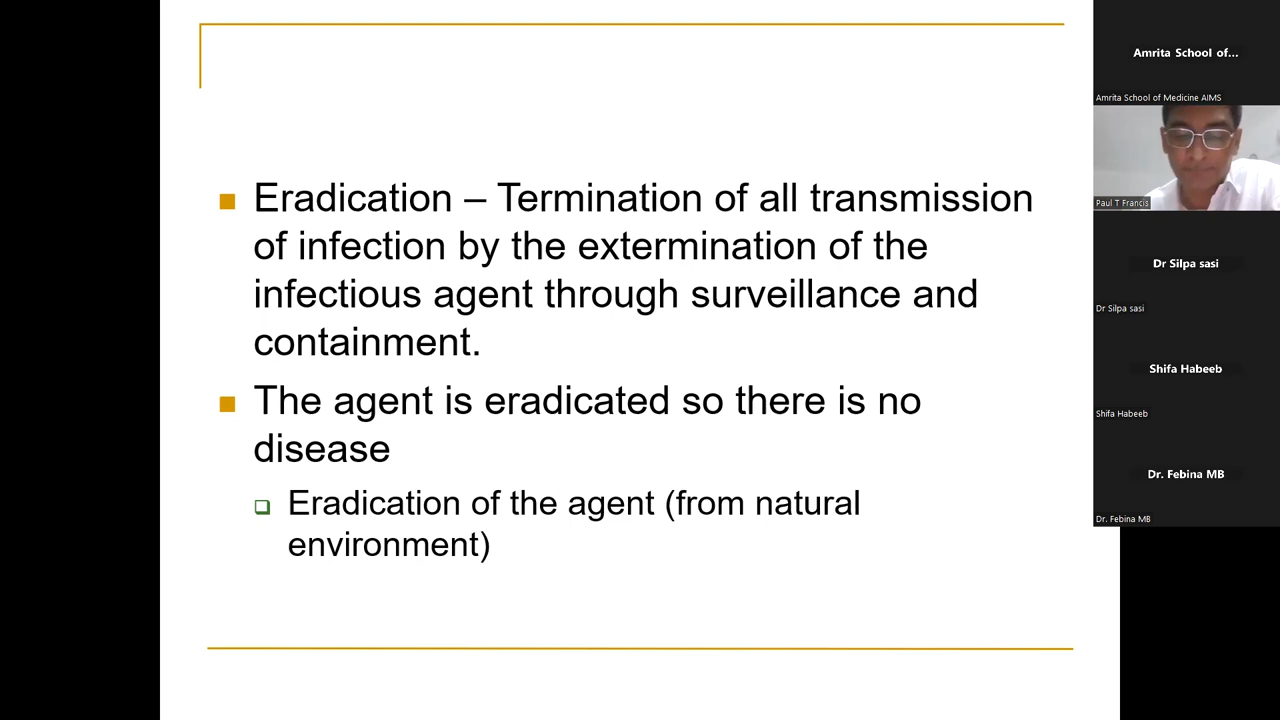 Eradication – Termination of all transmission
of infection by the extermination of the
infectious agent through surveillance and
containment.
The agent is eradicated so there is no
disease
Eradication of the agent (from natural
environment)
Amrita School of...
Amrita School of Medicine AIMS
Paul T Francis
Dr Silpa sasi
Dr Silpa sasi
Shifa Habeeb
Shifa Habeeb
Dr. Febina MB
Dr. Febina MB